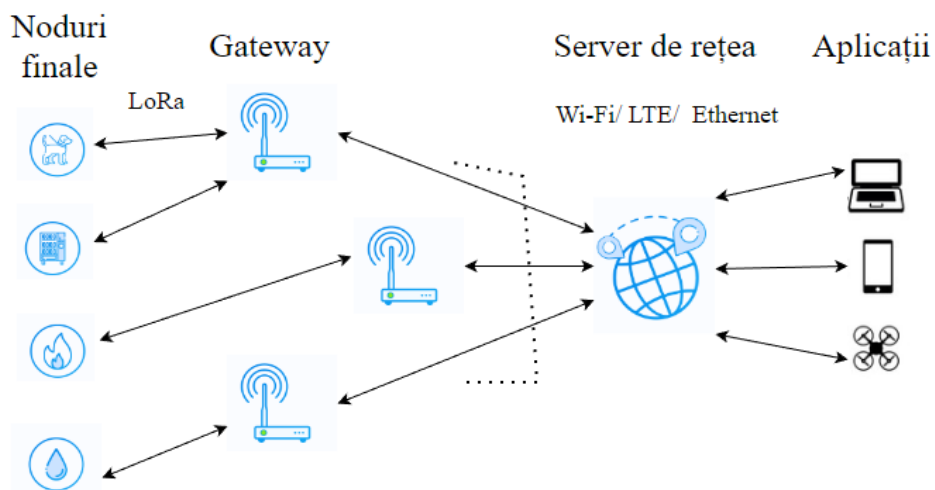 Noduri
finale
Gateway
Server de rețea
Aplicații
LoRa
Wi-Fi/ LTE/ Ethernet